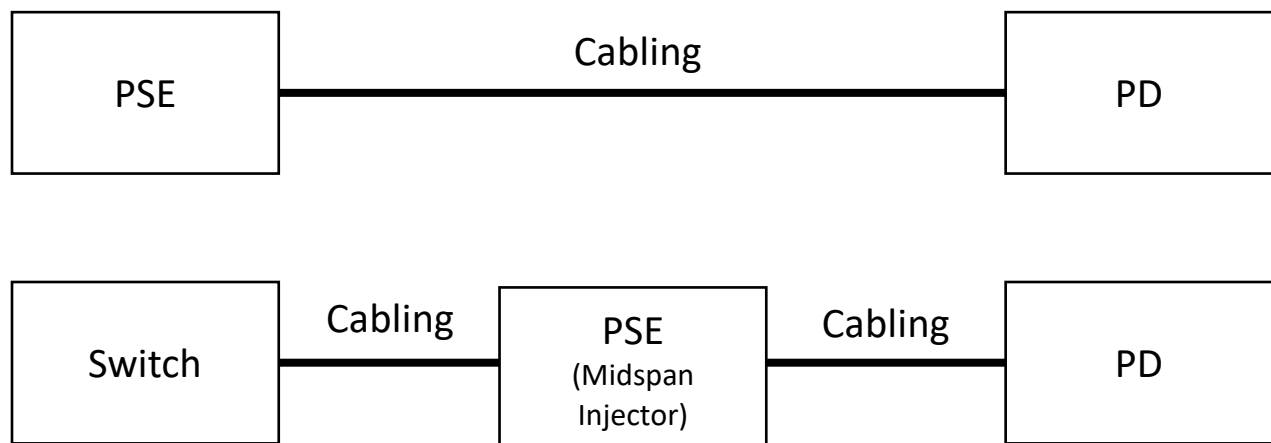 Cabling
PSE
PD
Cabling
PSE
Cabling
Switch
(Midspan
Injector)
PD